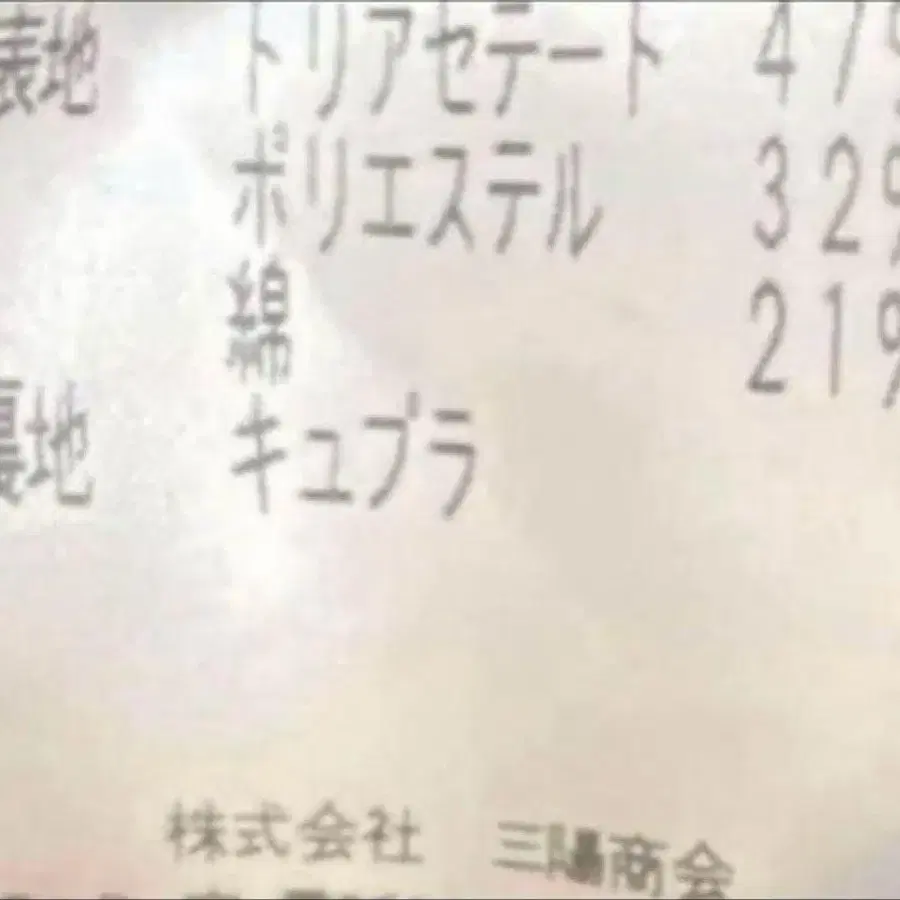 表地 トリアセテート 47%
ポリエステル 32%
綿 21%
裏地 キュプラ
株式会社 三陽商会